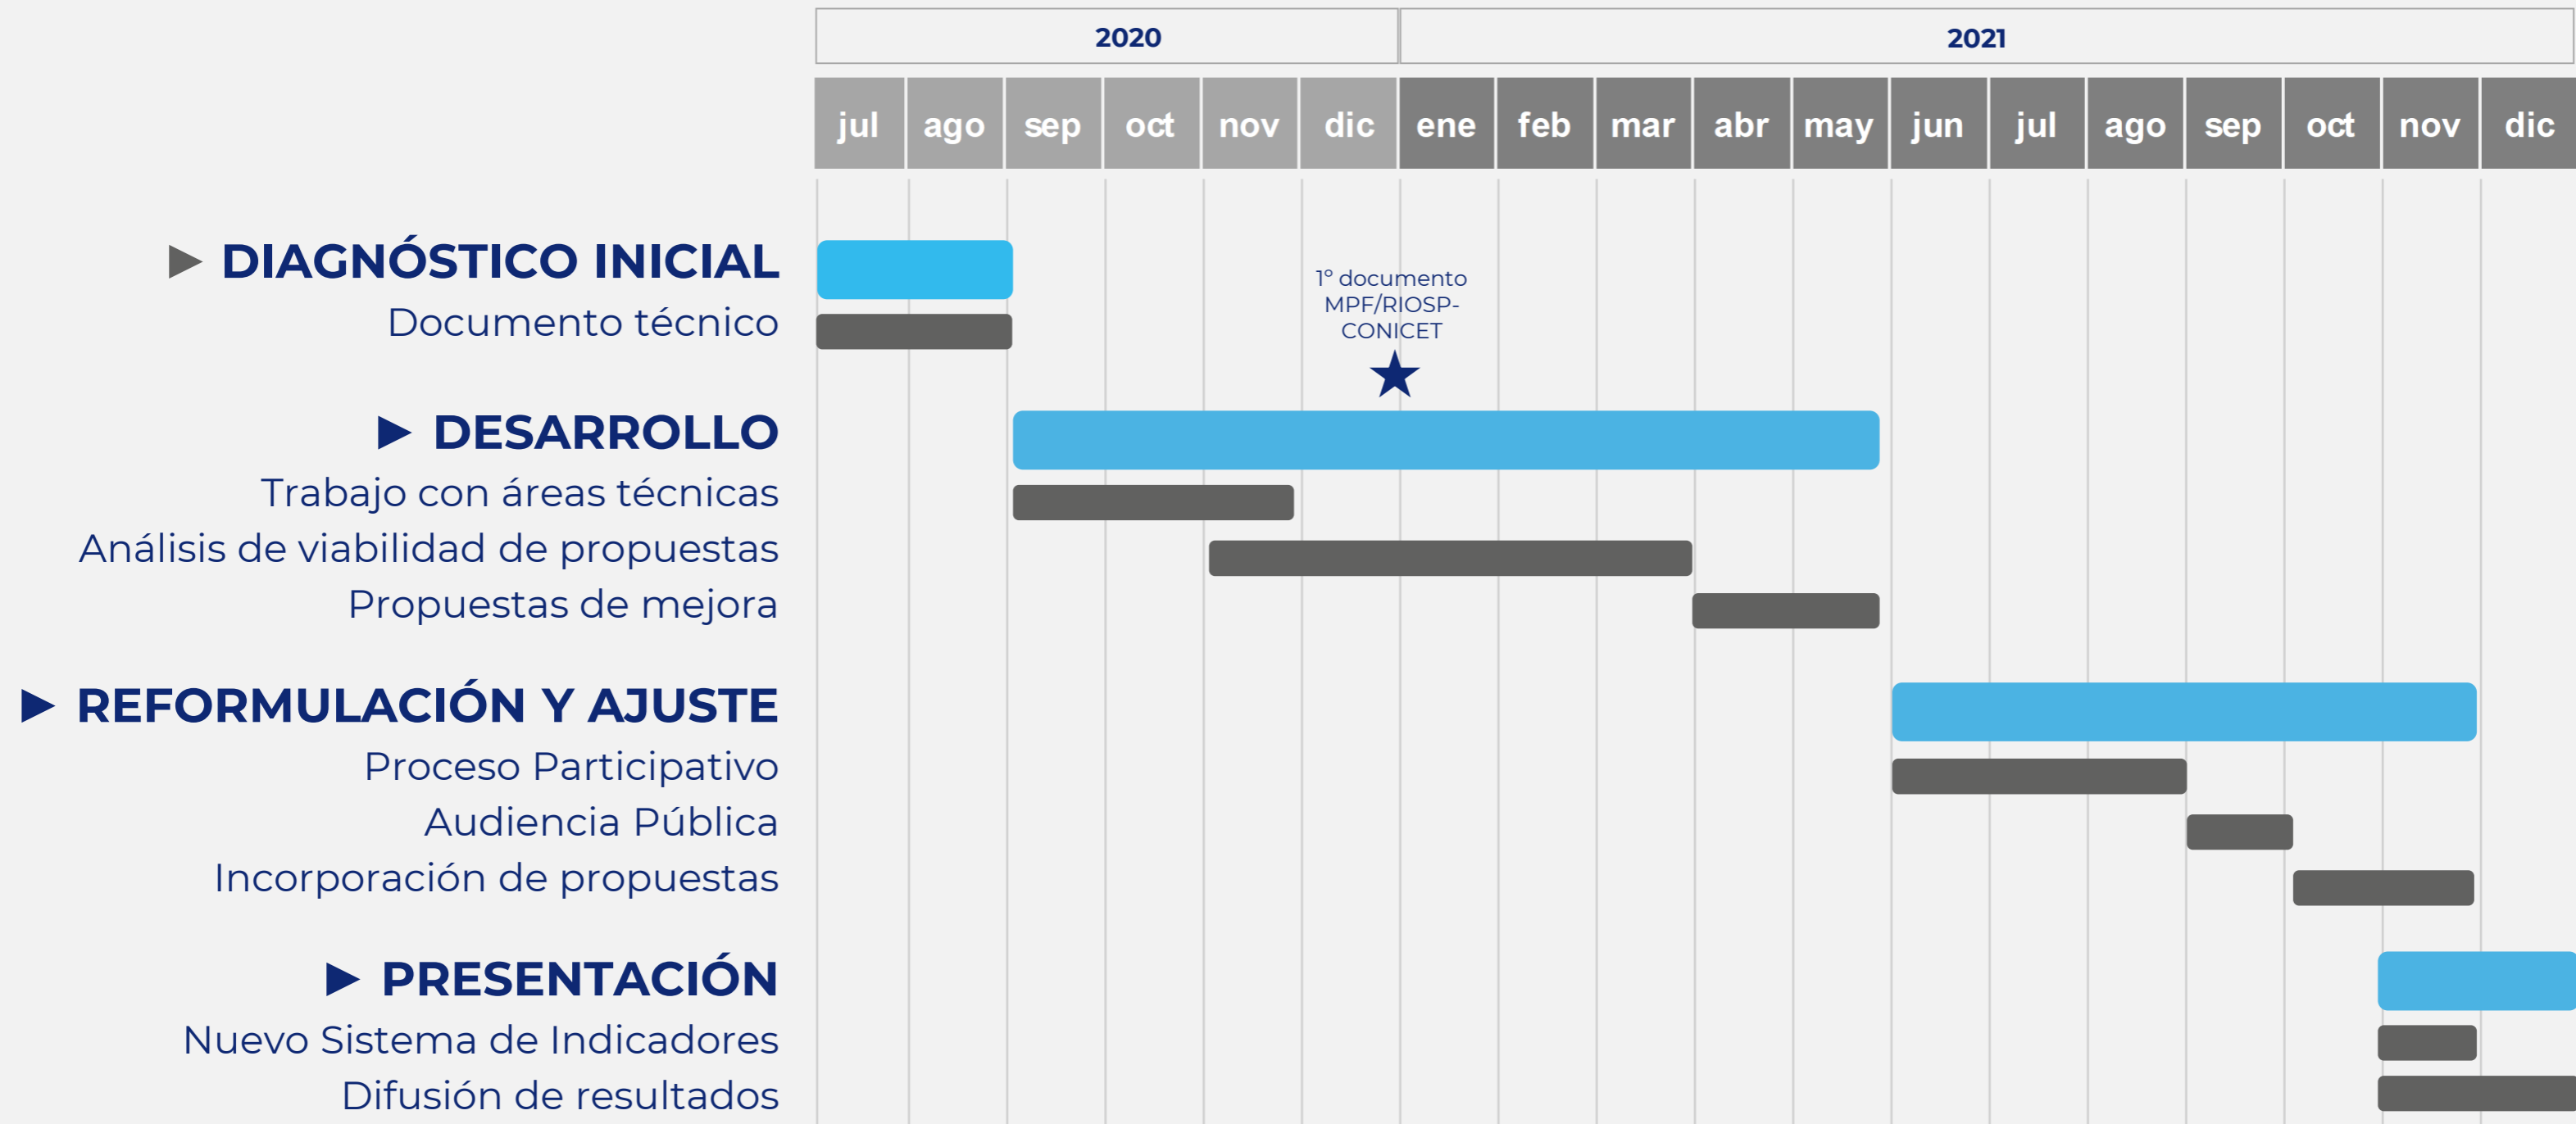 2020 2021
jul ago sep oct nov dic ene feb mar abr may jun jul ago sep oct nov dic
► DIAGNÓSTICO INICIAL
Documento técnico
1º documento
MPF/RIOSP-
CONICET
► DESARROLLO
Trabajo con áreas técnicas
Análisis de viabilidad de propuestas
Propuestas de mejora
► REFORMULACIÓN Y AJUSTE
Proceso Participativo
Audiencia Pública
Incorporación de propuestas
► PRESENTACIÓN
Nuevo Sistema de Indicadores
Difusión de resultados